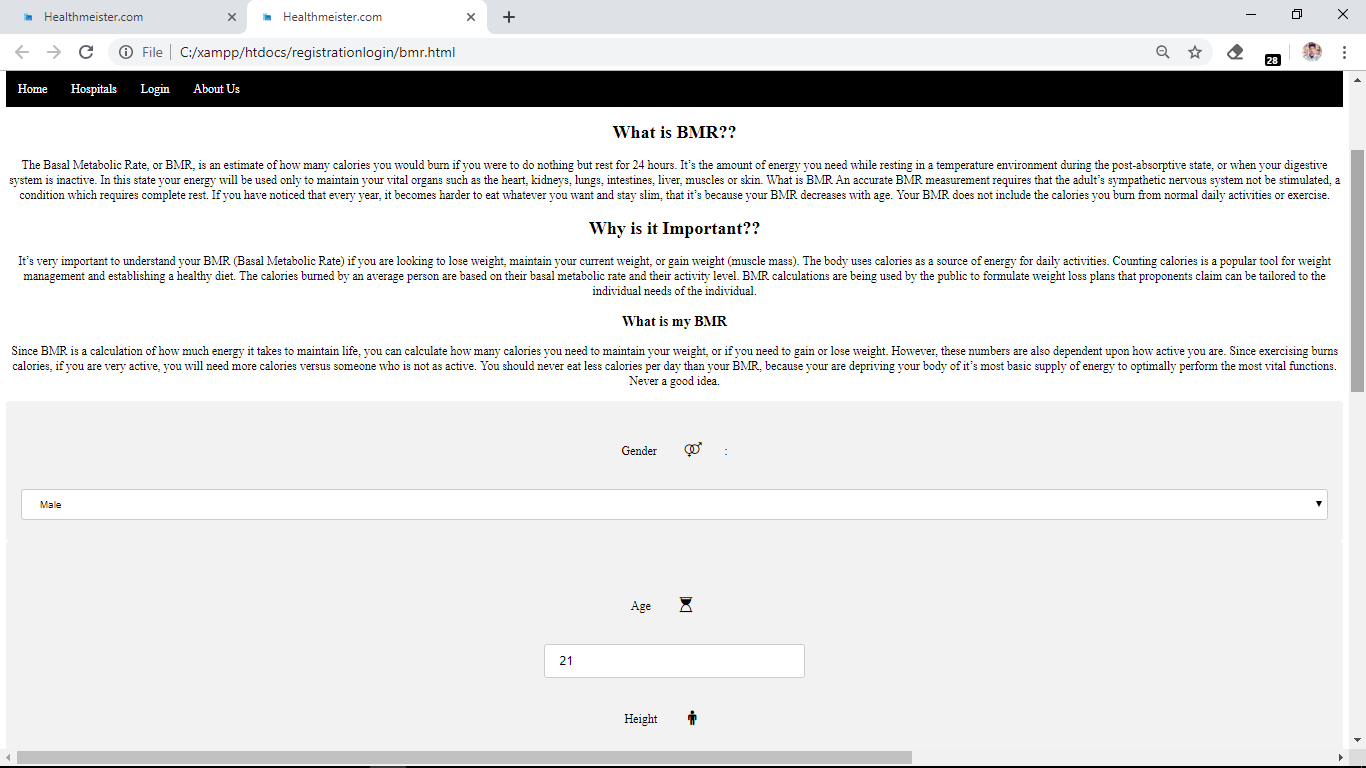 Healthmeister.com
Healthmeister.com
File
C:/xampp/htdocs/registrationlogin/bmr.html
28
Home Hospitals Login About Us
What is BMR??
The Basal Metabolic Rate, or BMR, is an estimate of how many calories you would burn if you were to do nothing but rest for 24 hours. It’s the amount of energy you need while resting in a temperature environment during the post-absorptive state, or when your digestive
system is inactive. In this state your energy will be used only to maintain your vital organs such as the heart, kidneys, lungs, intestines, liver, muscles or skin. What is BMR An accurate BMR measurement requires that the adult’s sympathetic nervous system not be stimulated, a
condition which requires complete rest. If you have noticed that every year, it becomes harder to eat whatever you want and stay slim, that it’s because your BMR decreases with age. Your BMR does not include the calories you burn from normal daily activities or exercise.
Why is it Important??
It’s very important to understand your BMR (Basal Metabolic Rate) if you are looking to lose weight, maintain your current weight, or gain weight (muscle mass). The body uses calories as a source of energy for daily activities. Counting calories is a popular tool for weight
management and establishing a healthy diet. The calories burned by an average person are based on their basal metabolic rate and their activity level. BMR calculations are being used by the public to formulate weight loss plans that proponents claim can be tailored to the
individual needs of the individual.
What is my BMR
Since BMR is a calculation of how much energy it takes to maintain life, you can calculate how many calories you need to maintain your weight, or if you need to gain or lose weight. However, these numbers are also dependent upon how active you are. Since exercising burns
calories, if you are very active, you will need more calories versus someone who is not as active. You should never eat less calories per day than your BMR, because your are depriving your body of it’s most basic supply of energy to optimally perform the most vital functions.
Never a good idea.
Gender :
Male
Age
21
Height